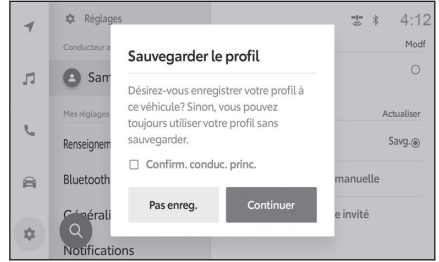 Réglages
4:12
Conducteur a
Modf
Sam
Mes réglages
Actualiser
Renseignem
Savg.
Bluetooth
manuelle
Générali
e invité
Notifications
Sauvegarder le profil
Désirez-vous enregistrer votre profil à
ce véhicule? Sinon, vous pouvez
toujours utiliser votre profil sans
sauvegarder.
Confirm. conduc. princ.
Pas enreg.
Continuer